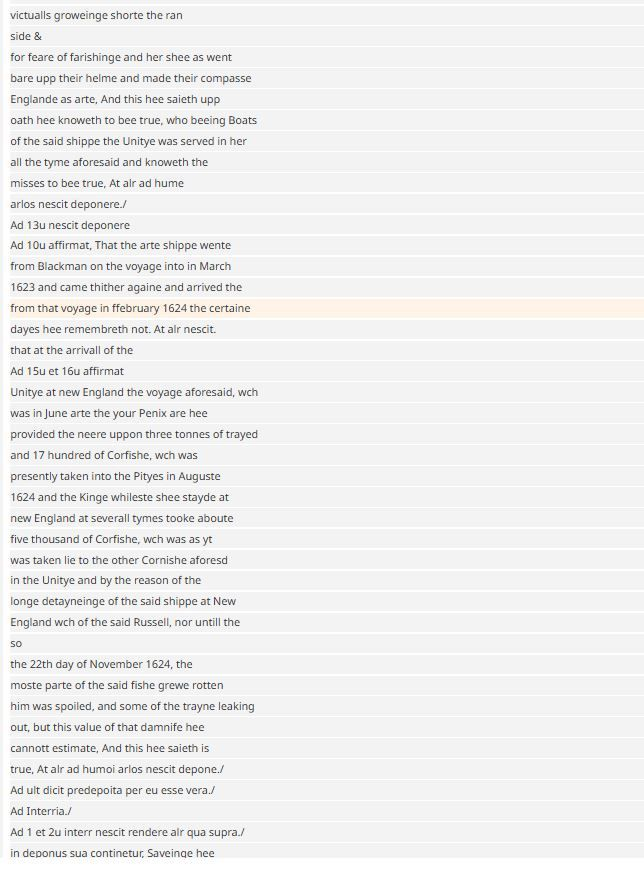 victualls groweinge shorte the ran
side &
for feare of farishinge and her shee as went
bare upp their helme and made their compasse
Englande as arte, And this hee saieth upp
oath hee knoweth to bee true, who beeing Boats
of the said shippe the Unitye was served in her
all the tyme aforesaid and knoweth the
misses to bee true, At alr ad hume
arlos nescit deponere./
Ad 13u nescit deponere
Ad 10u affirmat, That the arte shippe wente
from Blackman on the voyage into in March
1623 and came thither againe and arrived the
from that voyage in ffebruary 1624 the certaine
dayes hee remembreth not. At alr nescit.
that at the arrivall of the
Ad 15u et 16u affirmat
Unitye at new England the voyage aforesaid, wch
was in June arte the your Penix are hee
provided the neere uppon three tonnes of trayed
and 17 hundred of Corfishe, wch was
presently taken into the Pityes in Auguste
1624 and the Kinge whileste shee stayde at
new England at severall tymes tooke aboute
five thousand of Corfishe, wch was as yt
was taken lie to the other Cornishe aforesd
in the Unitye and by the reason of the
longe detayneinge of the said shippe at New
England wch of the said Russell, nor untill the
so
the 22th day of November 1624, the
moste parte of the said fishe grewe rotten
him was spoiled, and some of the trayne leaking
out, but this value of that damnife hee
cannott estimate, And this hee saieth is
true, At alr ad humoi arlos nescit depone./
Ad ult dicit predepoita per eu esse vera./
Ad Interria./
Ad 1 et 2u interr nescit rendere alr qua supra./
in deponus sua continetur, Saveinge hee